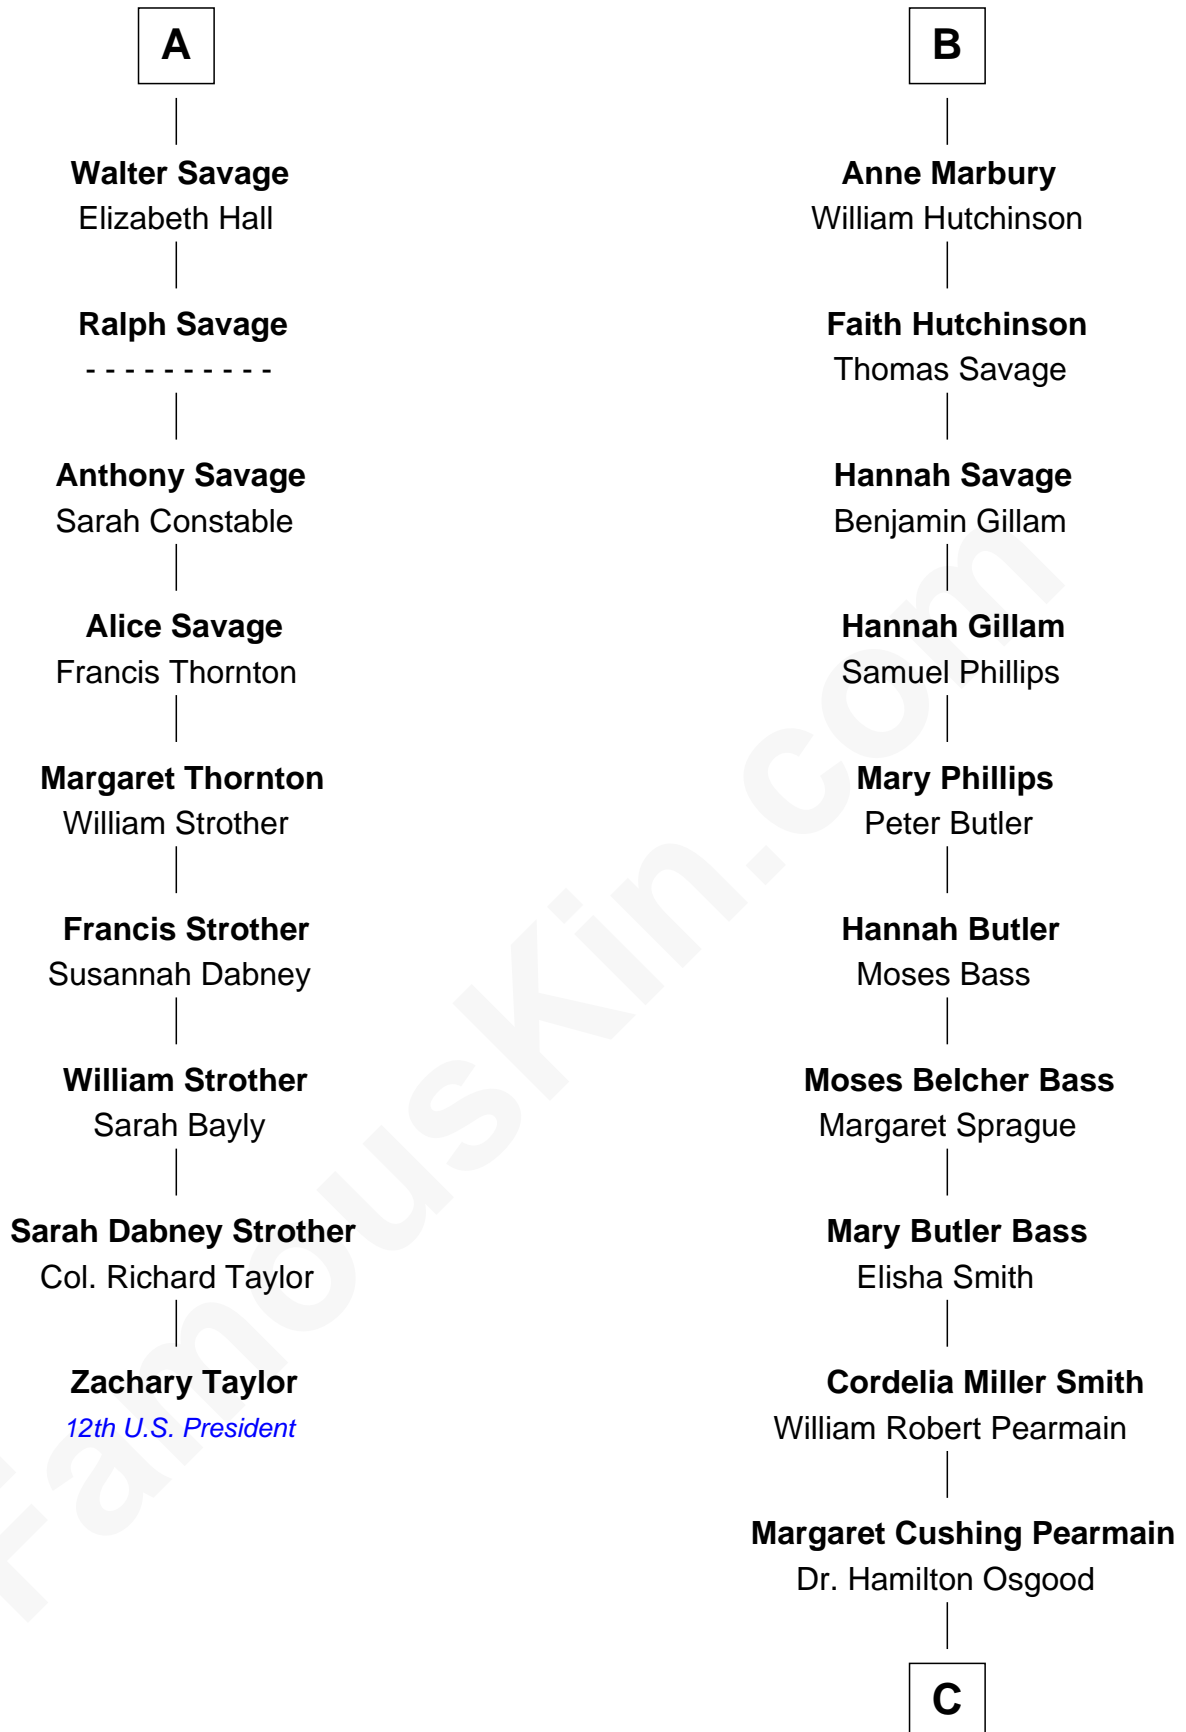 A
Walter Savage
Elizabeth Hall
Ralph Savage
- - - - - - - - - -
Anthony Savage
Sarah Constable
Alice Savage
Francis Thornton
Margaret Thornton
William Strother
Francis Strother
Susannah Dabney
William Strother
Sarah Bayly
Sarah Dabney Strother
Col. Richard Taylor
Zachary Taylor
12th U.S. President
B
Anne Marbury
William Hutchinson
Faith Hutchinson
Thomas Savage
Hannah Savage
Benjamin Gillam
Hannah Gillam
Samuel Phillips
Mary Phillips
Peter Butler
Hannah Butler
Moses Bass
Moses Belcher Bass
Margaret Sprague
Mary Butler Bass
Elisha Smith
Cordelia Miller Smith
William Robert Pearmain
Margaret Cushing Pearmain
Dr. Hamilton Osgood
C
FamousKin.com